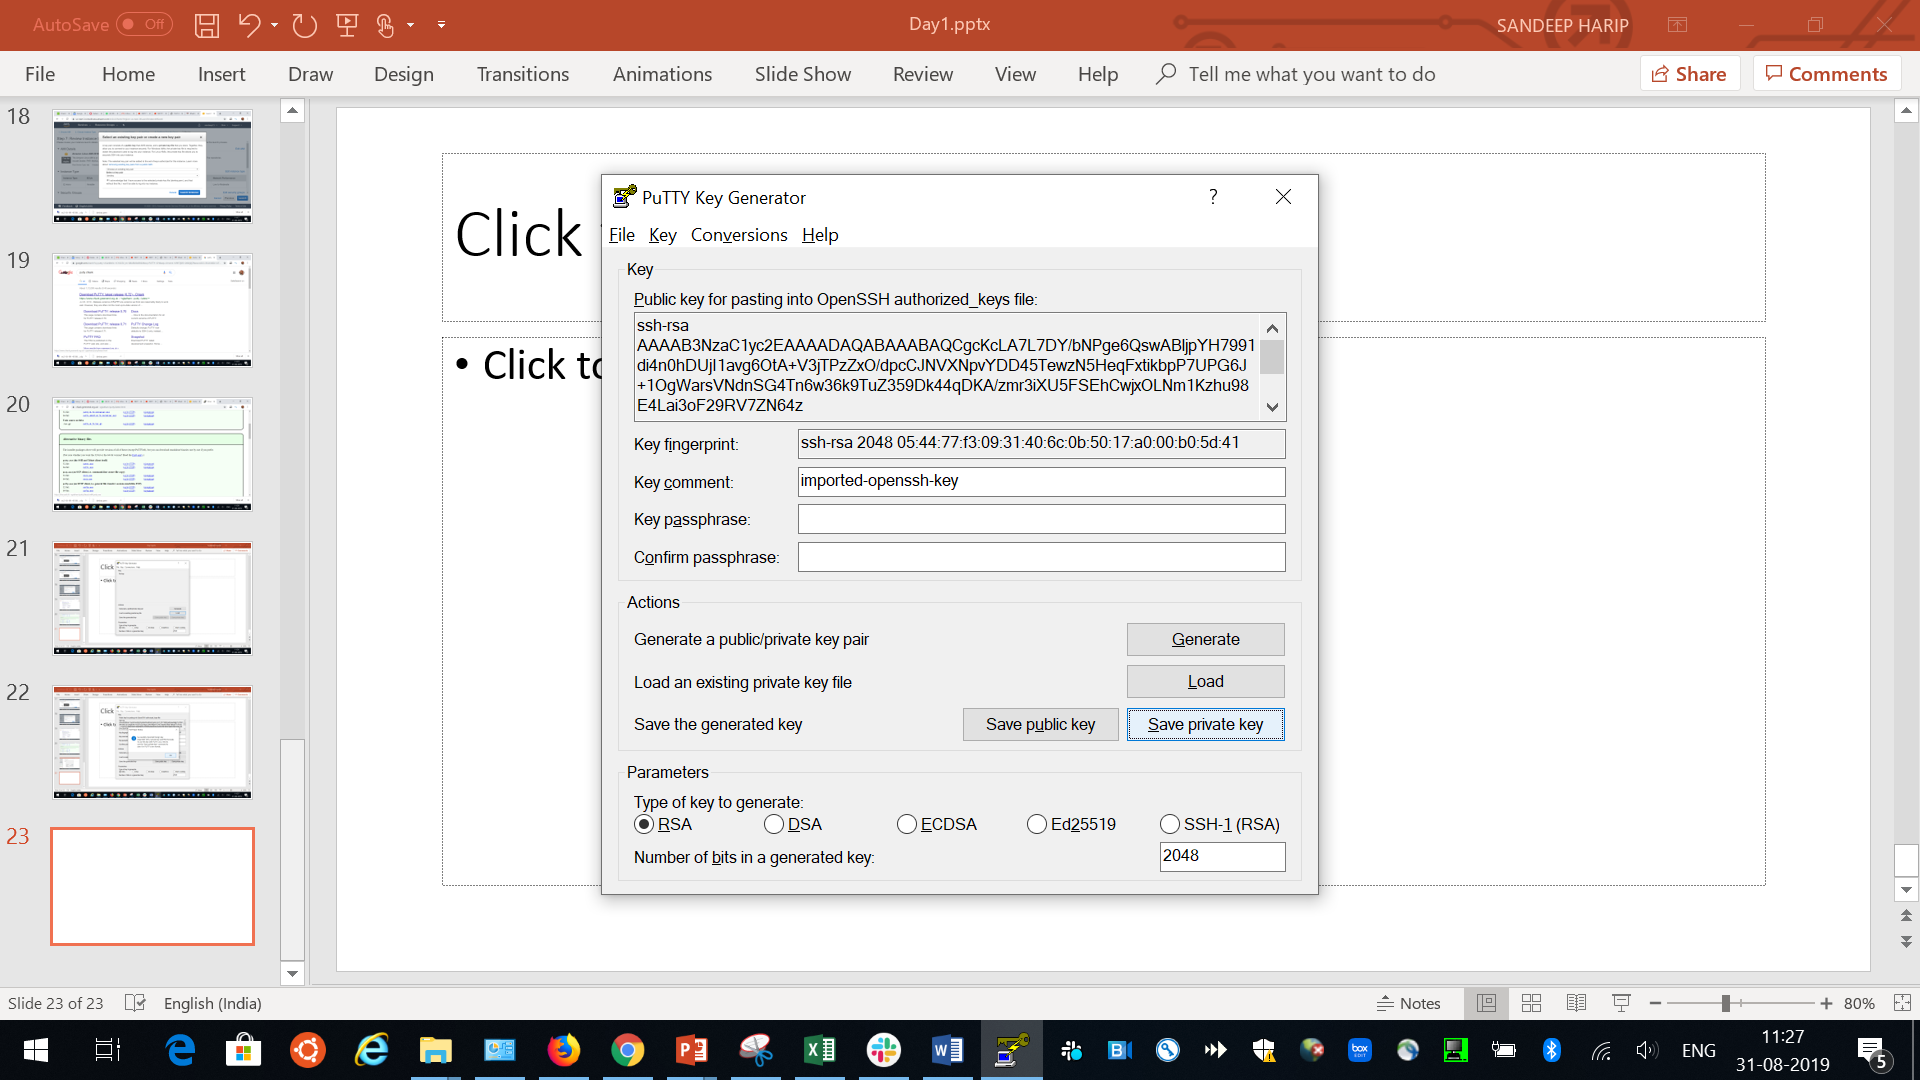 AutoSave Off
Day1.pptx
SANDEEP HARIP
File Home Insert Draw Design Transitions Animations Slide Show Review View Help Tell me what you want to do
Share Comments
18
19
20
21
22
23
Click
• Click to
PuTTY Key Generator
?
File Key Conversions Help
Key
Public key for pasting into OpenSSH authorized_keys file:
ssh-rsa
AAAAB3NzaC1yc2EAAAADAQABAAABAQCgcKcLA7L7DY/bNPge6QswABljpYH7991
di4n0hDUjI1avg6OtA+V3jTPzZxO/dpcCJNVXNpvYDD45TewzN5HeqFxtikbpP7UPG6J
+1OgWarsVNdnSG4Tn6w36k9TuZ359Dk44qDKA/zmr3iXU5FSEhCwjxOLNm1Kzhu98
E4Lai3oF29RV7ZN64z
Key fingerprint: ssh-rsa 2048 05:44:77:f3:09:31:40:6c:0b:50:17:a0:00:b0:5d:41
Key comment: imported-openssh-key
Key passphrase:
Confirm passphrase:
Actions
Generate a public/private key pair Generate
Load an existing private key file Load
Save the generated key Save public key Save private key
Parameters
Type of key to generate:
RSA DSA ECDSA Ed25519 SSH-1 (RSA)
Number of bits in a generated key: 2048
Slide 23 of 23 English (India) Notes 80%
ENG 11:27
31-08-2019
5